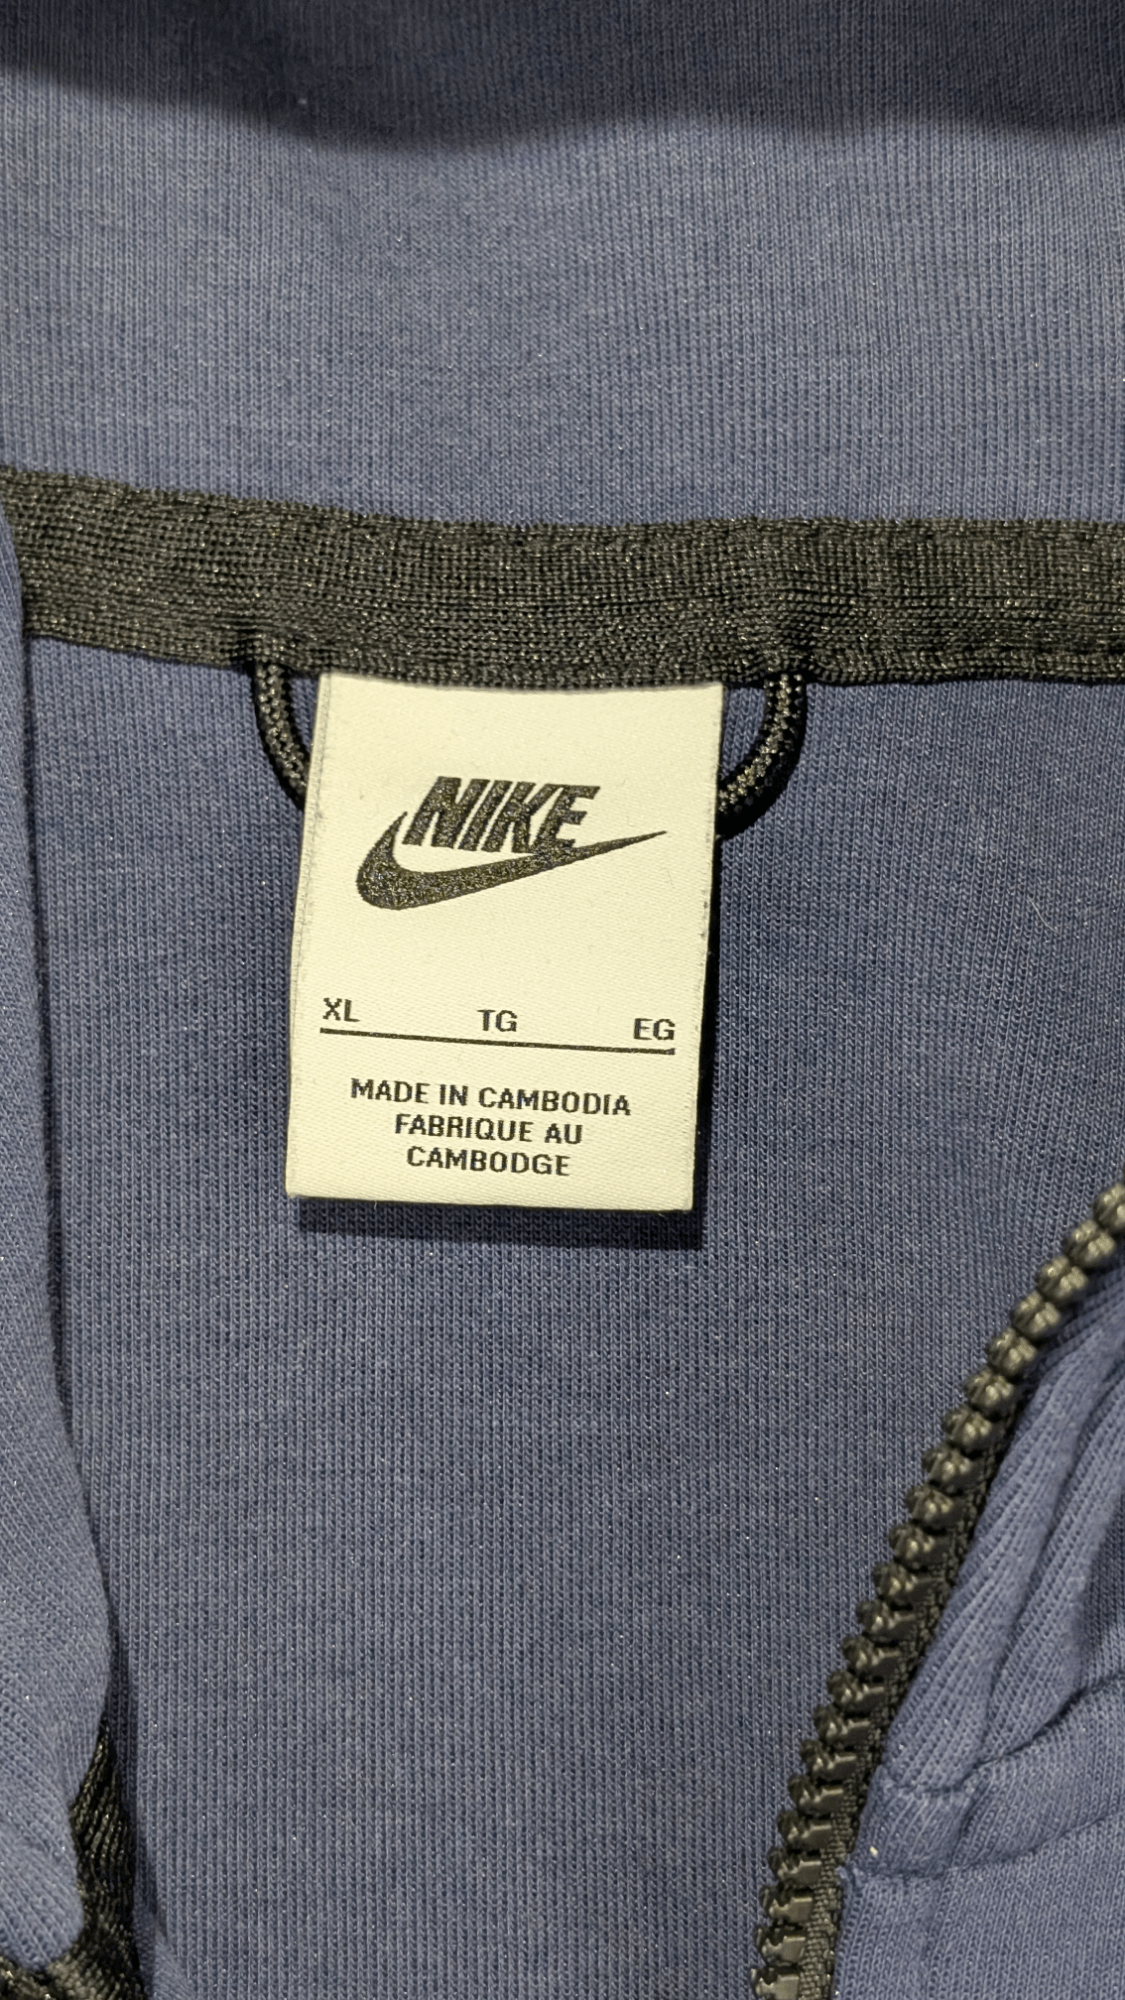 NIKE
XL TG EG
MADE IN CAMBODIA
FABRIQUE AU
CAMBODGE